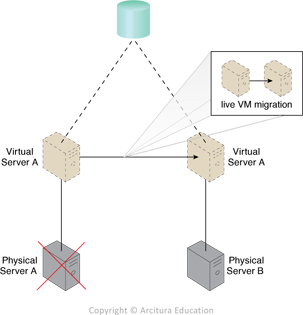 live VM migration
Virtual
Server A
Virtual
Server A
Physical
Server A
Physical
Server B
Copyright © Arcitura Education